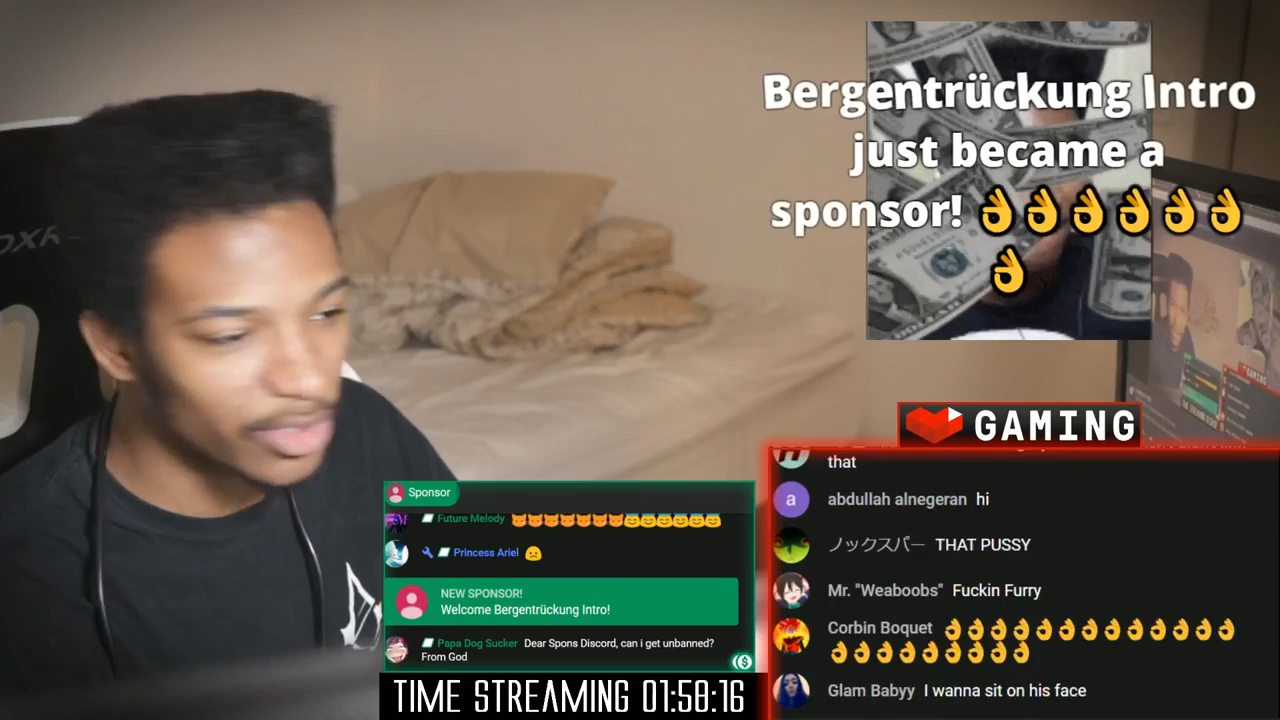 Bergentrückung Intro
just became a
sponsor! 👌👌👌👌👌👌
👌
GAMING
that
abdullah alnegeran hi
ノックスパー THAT PUSSY
Mr. "Weaboobs" Fuckin Furry
Corbin Boquet 👌👌👌👌👌👌👌👌👌👌👌👌👌
👌👌👌👌👌👌👌👌👌
Glam Babyy I wanna sit on his face
Sponsor
Future Melody 😼😼😼😼😼😼😼😇😇😇😇😇😇
Princess Ariel 🙁
NEW SPONSOR!
Welcome Bergentrückung Intro!
Papa Dog Sucker Dear Spons Discord, can i get unbanned?
From God
TIME STREAMING 01:58:16